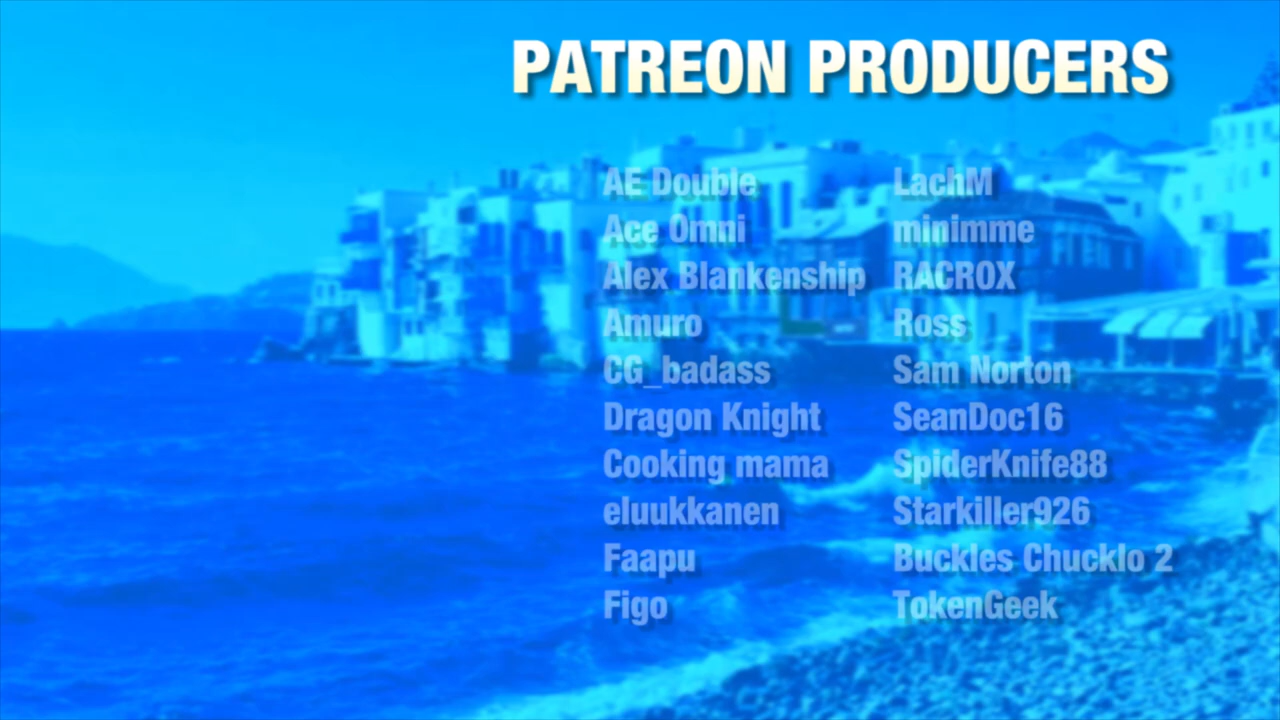 PATREON PRODUCERS
AE Double
Ace Omni
Alex Blankenship
Amuro
CG_badass
Dragon Knight
Cooking mama
eluukkanen
Faapu
Figo
LachM
minimme
RACROX
Ross
Sam Norton
SeanDoc16
SpiderKnife88
Starkiller926
Buckles Chucklo 2
TokenGeek